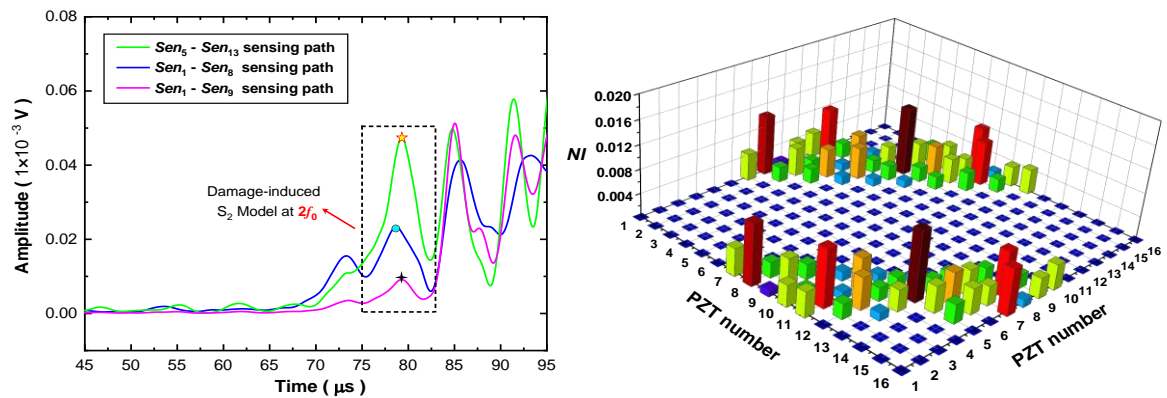 0.08
0.06
0.04
0.02
0.00
Amplitude ( 1×10 -3 V )
Sen5 - Sen13 sensing path
Sen1 - Sen8 sensing path
Sen1 - Sen9 sensing path
Damage-induced
S2 Model at 2f0
45 50 55 60 65 70 75 80 85 90 95
Time ( μs )
0.020
0.016
0.012
0.008
0.004
NI
1 2 3 4 5 6 7 8 9 10 11 12 13 14 15 16
PZT number
1 2 3 4 5 6 7 8 9 10 11 12 13 14 15 16
PZT number